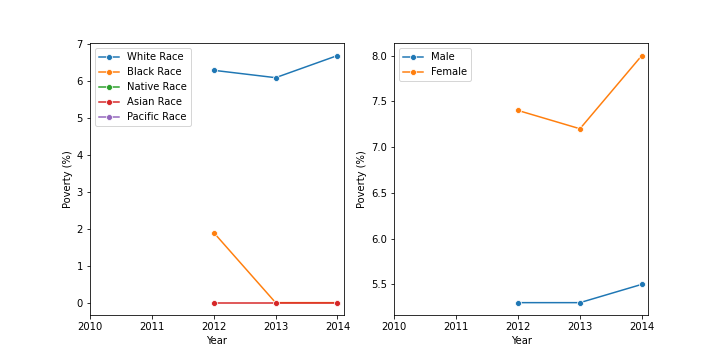 7
6
5
4
3
2
1
0
Poverty (%)
White Race
Black Race
Native Race
Asian Race
Pacific Race
2010 2011 2012 2013 2014
Year
8.0
7.5
7.0
6.5
6.0
5.5
Poverty (%)
Male
Female
2010 2011 2012 2013 2014
Year